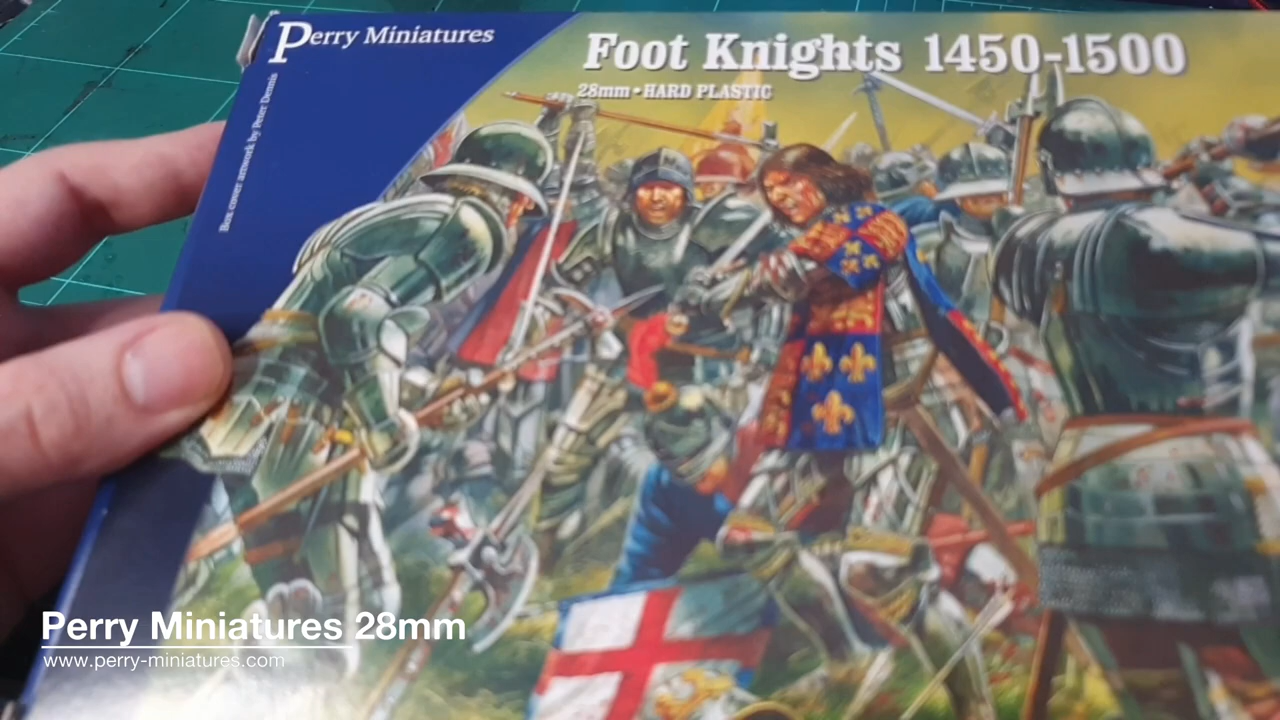 Perry Miniatures
Foot Knights 1450-1500
28mm • HARD PLASTIC
Box cover artwork by Peter Dennis
Perry Miniatures 28mm
www.perry-miniatures.com